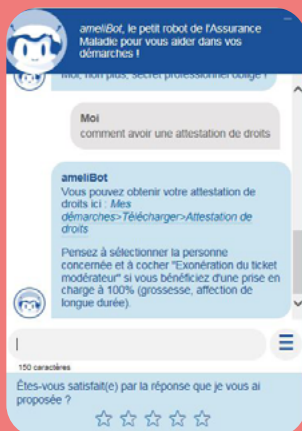 ameliBot, le petit robot de l'Assurance
Maladie pour vous aider dans vos
démarches !
Moi, non plus, secret professionnel oblige !
Moi
comment avoir une attestation de droits
ameliBot
Vous pouvez obtenir votre attestation de
droits ici : Mes
démarches>Télécharger>Attestation de
droits
Pensez à sélectionner la personne
concernée et à cocher "Exonération du ticket
modérateur" si vous bénéficiez d'une prise en
charge à 100% (grossesse, affection de
longue durée).
150 caractères
Êtes-vous satisfait(e) par la réponse que je vous ai
proposée ?